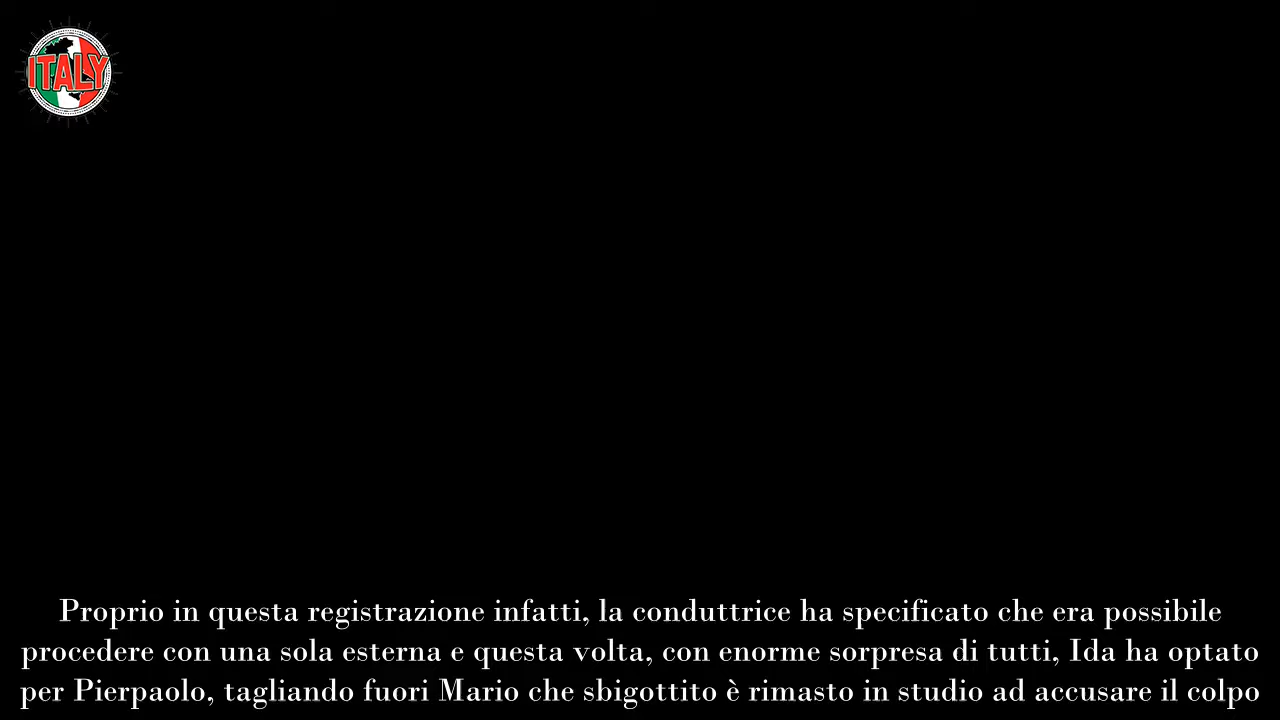 ITALY
Proprio in questa registrazione infatti, la conduttrice ha specificato che era possibile
procedere con una sola esterna e questa volta, con enorme sorpresa di tutti, Ida ha optato
per Pierpaolo, tagliando fuori Mario che sbigottito è rimasto in studio ad accusare il colpo